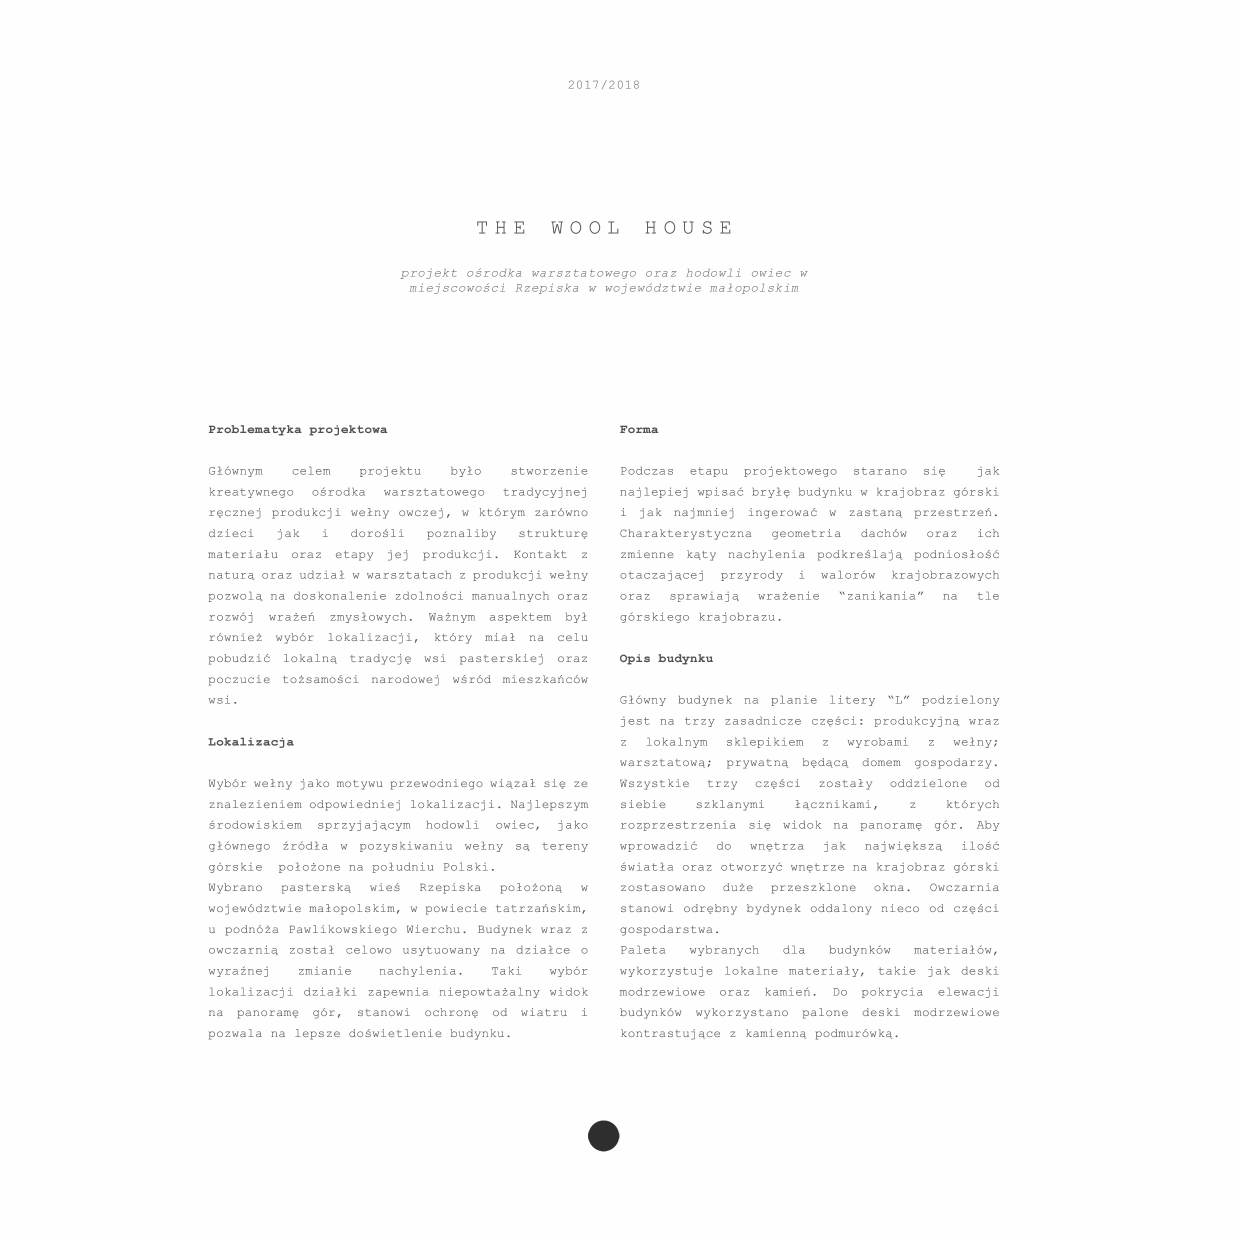 2017/2018
THE WOOL HOUSE
projekt ośrodka warsztatowego oraz hodowli owiec w
miejscowości Rzepiska w województwie małopolskim
Problematyka projektowa
Głównym celem projektu było stworzenie
kreatywnego ośrodka warsztatowego tradycyjnej
ręcznej produkcji wełny owczej, w którym zarówno
dzieci jak i dorośli poznaliby strukturę
materiału oraz etapy jej produkcji. Kontakt z
naturą oraz udział w warsztatach z produkcji wełny
pozwolą na doskonalenie zdolności manualnych oraz
rozwój wrażeń zmysłowych. Ważnym aspektem był
również wybór lokalizacji, który miał na celu
pobudzić lokalną tradycję wsi pasterskiej oraz
poczucie tożsamości narodowej wśród mieszkańców
wsi.
Lokalizacja
Wybór wełny jako motywu przewodniego wiązał się ze
znalezieniem odpowiedniej lokalizacji. Najlepszym
środowiskiem sprzyjającym hodowli owiec, jako
głównego źródła w pozyskiwaniu wełny są tereny
górskie położone na południu Polski.
Wybrano pasterską wieś Rzepiska położoną w
województwie małopolskim, w powiecie tatrzańskim,
u podnóża Pawlikowskiego Wierchu. Budynek wraz z
owczarnią został celowo usytuowany na działce o
wyraźnej zmianie nachylenia. Taki wybór
lokalizacji działki zapewnia niepowtażalny widok
na panoramę gór, stanowi ochronę od wiatru i
pozwala na lepsze doświetlenie budynku.
Forma
Podczas etapu projektowego starano się jak
najlepiej wpisać bryłę budynku w krajobraz górski
i jak najmniej ingerować w zastaną przestrzeń.
Charakterystyczna geometria dachów oraz ich
zmienne kąty nachylenia podkreślają podniosłość
otaczającej przyrody i walorów krajobrazowych
oraz sprawiają wrażenie “zanikania” na tle
górskiego krajobrazu.
Opis budynku
Główny budynek na planie litery “L” podzielony
jest na trzy zasadnicze części: produkcyjną wraz
z lokalnym sklepikiem z wyrobami z wełny;
warsztatową; prywatną będącą domem gospodarzy.
Wszystkie trzy części zostały oddzielone od
siebie szklanymi łącznikami, z których
rozprzestrzenia się widok na panoramę gór. Aby
wprowadzić do wnętrza jak największą ilość
światła oraz otworzyć wnętrze na krajobraz górski
zostasowano duże przeszklone okna. Owczarnia
stanowi odrębny bydynek oddalony nieco od części
gospodarstwa.
Paleta wybranych dla budynków materiałów,
wykorzystuje lokalne materiały, takie jak deski
modrzewiowe oraz kamień. Do pokrycia elewacji
budynków wykorzystano palone deski modrzewiowe
kontrastujące z kamienną podmurówką.